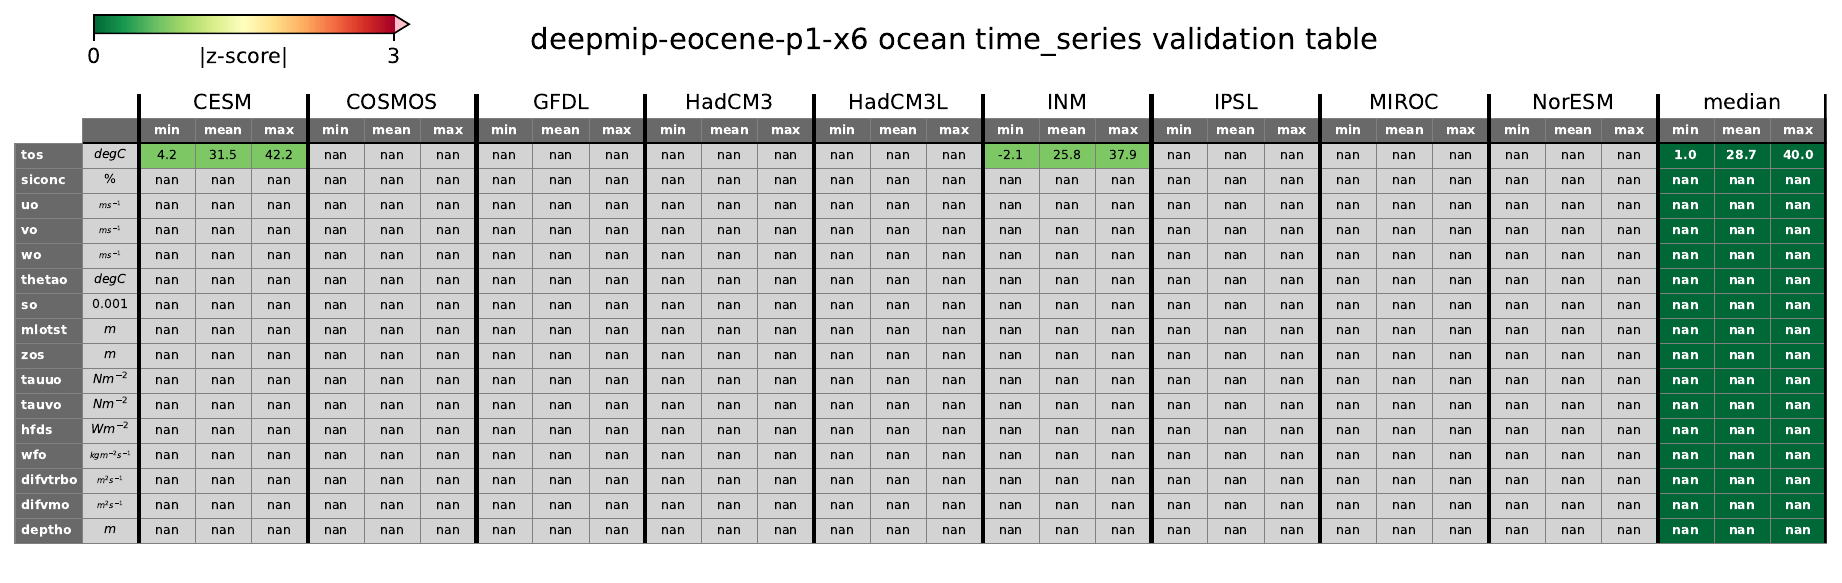 deepmip-eocene-p1-x6 ocean time_series validation table
0 |z-score| 3
CESM COSMOS GFDL HadCM3 HadCM3L INM IPSL MIROC NorESM median
min mean max min mean max min mean max min mean max min mean max min mean max min mean max min mean max min mean max min mean max
tos degC 4.2 31.5 42.2 nan nan nan nan nan nan nan nan nan nan nan nan -2.1 25.8 37.9 nan nan nan nan nan nan nan nan nan 1.0 28.7 40.0
siconc % nan nan nan nan nan nan nan nan nan nan nan nan nan nan nan nan nan nan nan nan nan nan nan nan nan nan nan nan nan nan
uo ms⁻¹ nan nan nan nan nan nan nan nan nan nan nan nan nan nan nan nan nan nan nan nan nan nan nan nan nan nan nan nan nan nan
vo ms⁻¹ nan nan nan nan nan nan nan nan nan nan nan nan nan nan nan nan nan nan nan nan nan nan nan nan nan nan nan nan nan nan
wo ms⁻¹ nan nan nan nan nan nan nan nan nan nan nan nan nan nan nan nan nan nan nan nan nan nan nan nan nan nan nan nan nan nan
thetao degC nan nan nan nan nan nan nan nan nan nan nan nan nan nan nan nan nan nan nan nan nan nan nan nan nan nan nan nan nan nan
so 0.001 nan nan nan nan nan nan nan nan nan nan nan nan nan nan nan nan nan nan nan nan nan nan nan nan nan nan nan nan nan nan
mlotst m nan nan nan nan nan nan nan nan nan nan nan nan nan nan nan nan nan nan nan nan nan nan nan nan nan nan nan nan nan nan
zos m nan nan nan nan nan nan nan nan nan nan nan nan nan nan nan nan nan nan nan nan nan nan nan nan nan nan nan nan nan nan
tauuo Nm⁻² nan nan nan nan nan nan nan nan nan nan nan nan nan nan nan nan nan nan nan nan nan nan nan nan nan nan nan nan nan nan
tauvo Nm⁻² nan nan nan nan nan nan nan nan nan nan nan nan nan nan nan nan nan nan nan nan nan nan nan nan nan nan nan nan nan nan
hfds Wm⁻² nan nan nan nan nan nan nan nan nan nan nan nan nan nan nan nan nan nan nan nan nan nan nan nan nan nan nan nan nan nan
wfo kgm⁻²s⁻¹ nan nan nan nan nan nan nan nan nan nan nan nan nan nan nan nan nan nan nan nan nan nan nan nan nan nan nan nan nan nan
difvtrbo m²s⁻¹ nan nan nan nan nan nan nan nan nan nan nan nan nan nan nan nan nan nan nan nan nan nan nan nan nan nan nan nan nan nan
difvmo m²s⁻¹ nan nan nan nan nan nan nan nan nan nan nan nan nan nan nan nan nan nan nan nan nan nan nan nan nan nan nan nan nan nan
deptho m nan nan nan nan nan nan nan nan nan nan nan nan nan nan nan nan nan nan nan nan nan nan nan nan nan nan nan nan nan nan